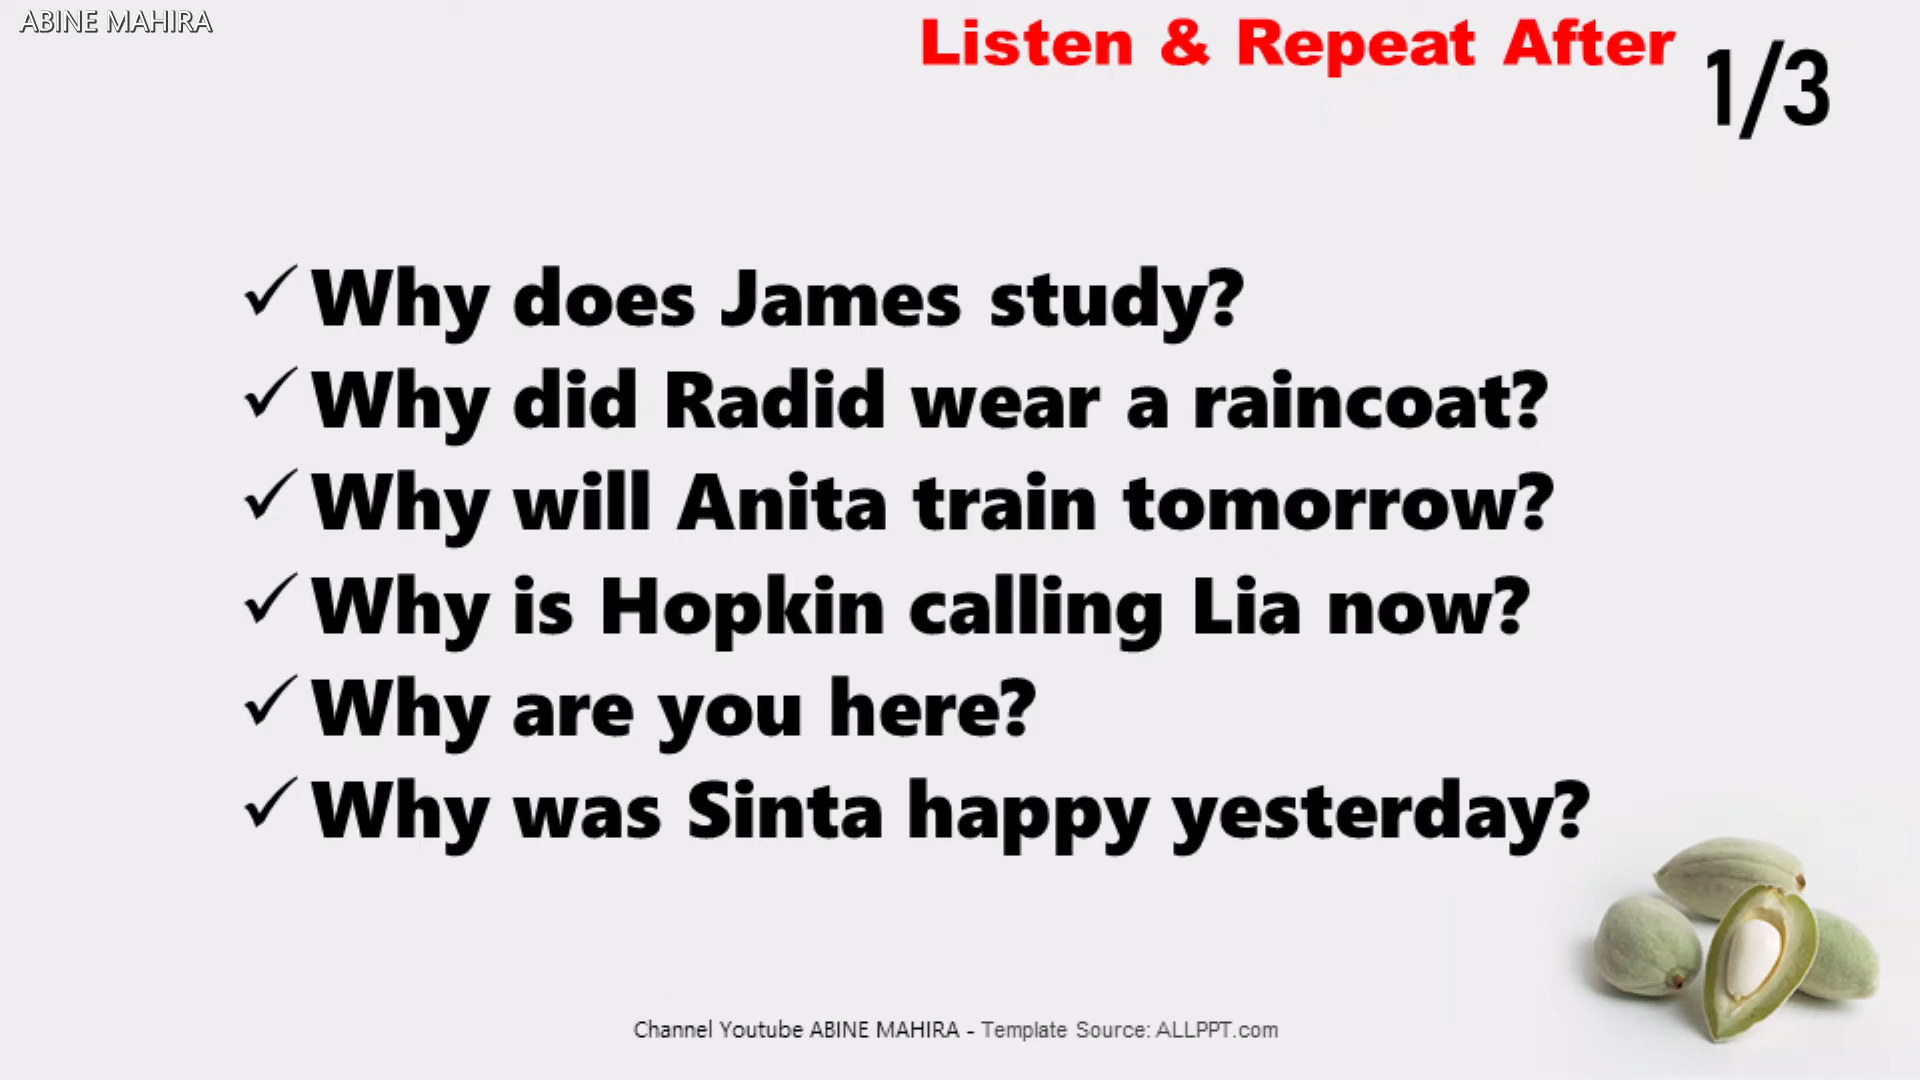 ABINE MAHIRA
Listen & Repeat After
1/3
✓ Why does James study?
✓ Why did Radid wear a raincoat?
✓ Why will Anita train tomorrow?
✓ Why is Hopkin calling Lia now?
✓ Why are you here?
✓ Why was Sinta happy yesterday?
Channel Youtube ABINE MAHIRA - Template Source: ALLPPT.com